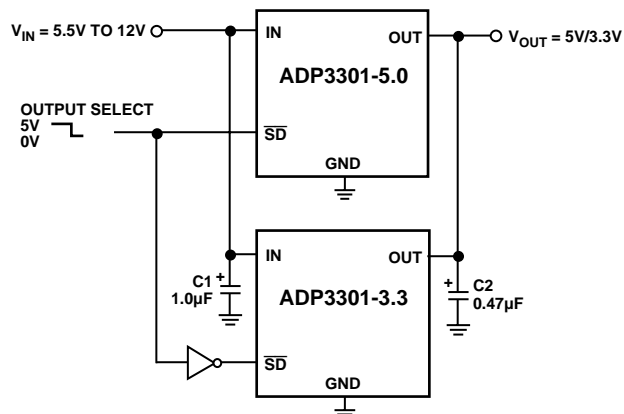 V_IN = 5.5V TO 12V
IN
OUT
V_OUT = 5V/3.3V
ADP3301-5.0
OUTPUT SELECT
5V
0V
SD
GND
IN
OUT
C1
+
1.0µF
ADP3301-3.3
+
C2
0.47µF
SD
GND